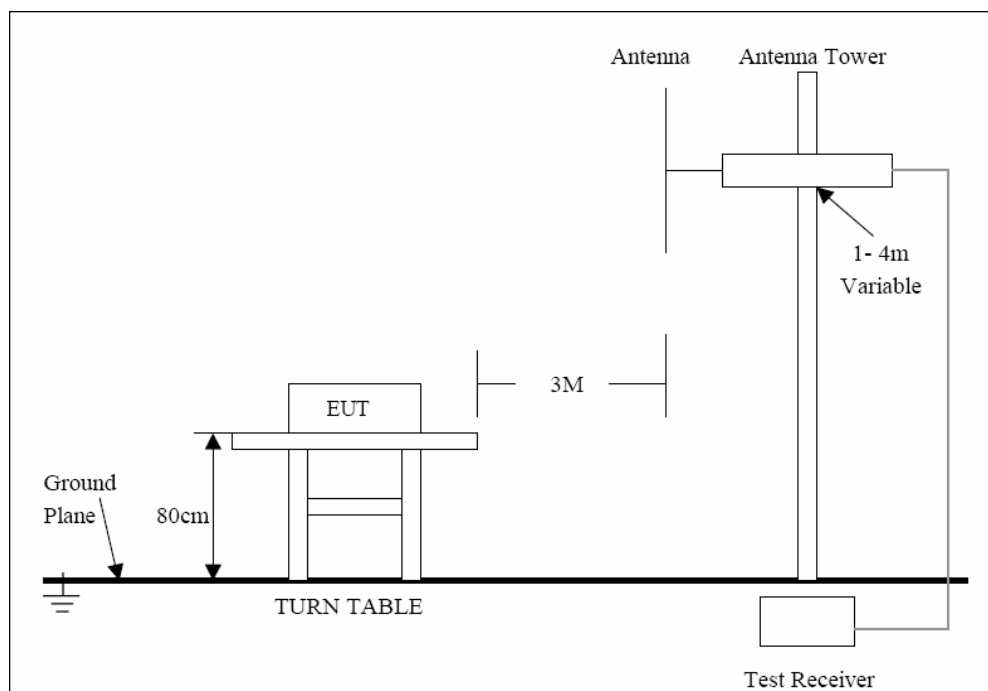 Antenna
Antenna Tower
1- 4m
Variable
3M
EUT
Ground
Plane
80cm
TURN TABLE
Test Receiver